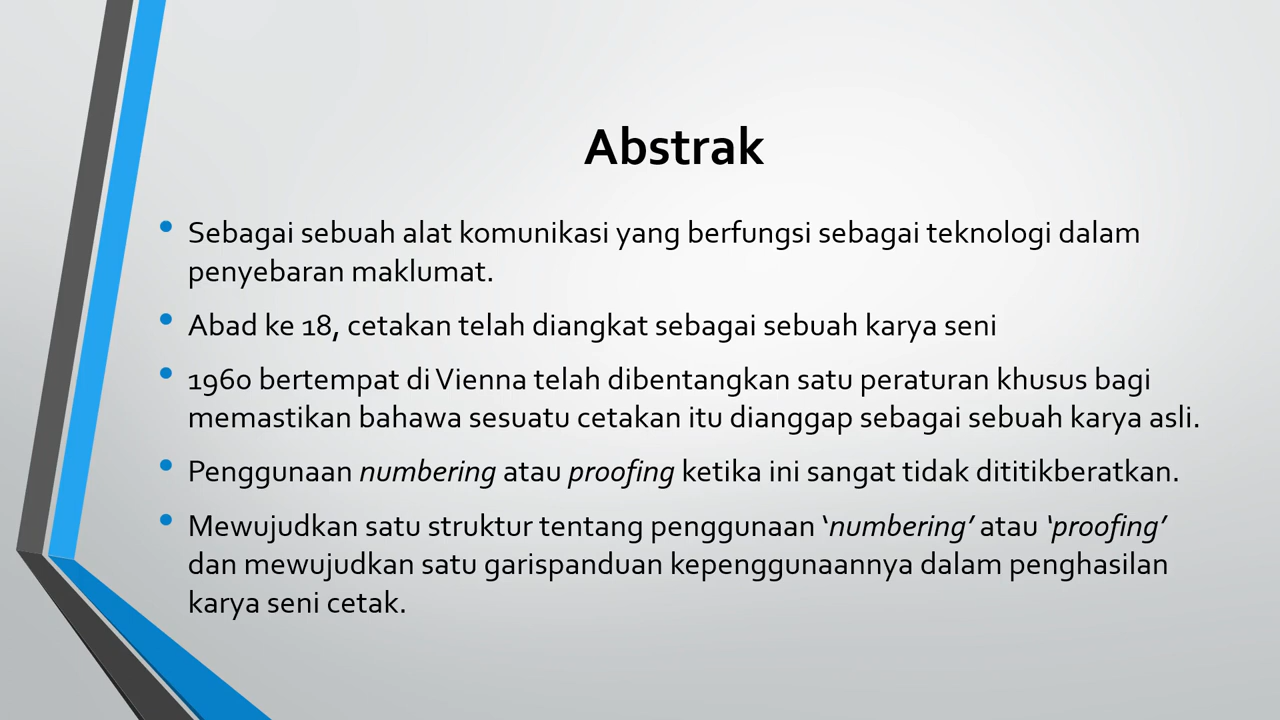 Abstrak
• Sebagai sebuah alat komunikasi yang berfungsi sebagai teknologi dalam
penyebaran maklumat.
• Abad ke 18, cetakan telah diangkat sebagai sebuah karya seni
• 1960 bertempat di Vienna telah dibentangkan satu peraturan khusus bagi
memastikan bahawa sesuatu cetakan itu dianggap sebagai sebuah karya asli.
• Penggunaan numbering atau proofing ketika ini sangat tidak dititikberatkan.
• Mewujudkan satu struktur tentang penggunaan ‘numbering’ atau ‘proofing’
dan mewujudkan satu garispanduan kepenggunaannya dalam penghasilan
karya seni cetak.